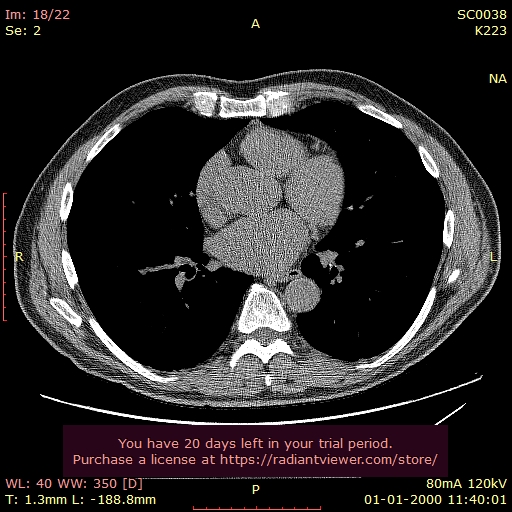 Im: 18/22
Se: 2
A
SC0038
K223
NA
R
L
You have 20 days left in your trial period.
Purchase a license at https://radiantviewer.com/store/
WL: 40 WW: 350 [D]
T: 1.3mm L: -188.8mm
P
80mA 120kV
01-01-2000 11:40:01